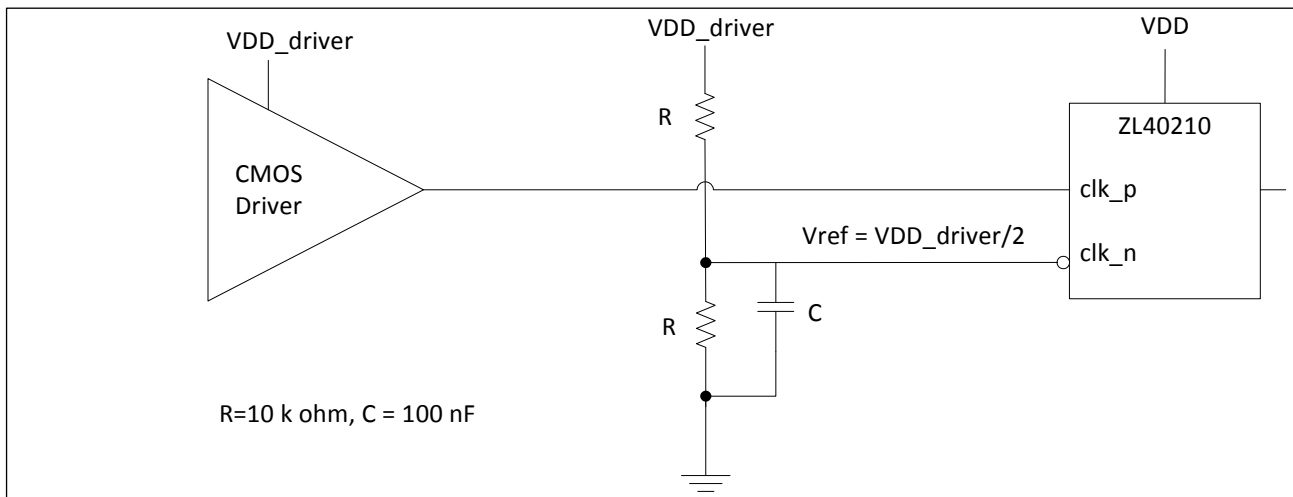 VDD_driver
VDD_driver
VDD
R
ZL40210
CMOS
Driver
clk_p
Vref = VDD_driver/2
clk_n
R
C
R=10 k ohm, C = 100 nF